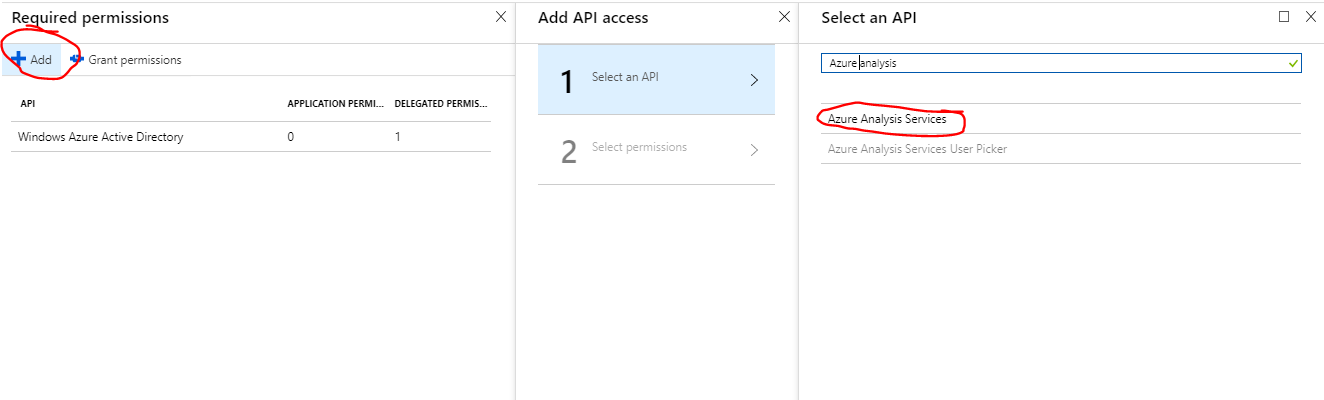 Required permissions
Add
Grant permissions
API APPLICATION PERMI... DELEGATED PERMIS...
Windows Azure Active Directory 0 1
Add API access
1 Select an API
2 Select permissions
Select an API
Azure analysis
Azure Analysis Services
Azure Analysis Services User Picker